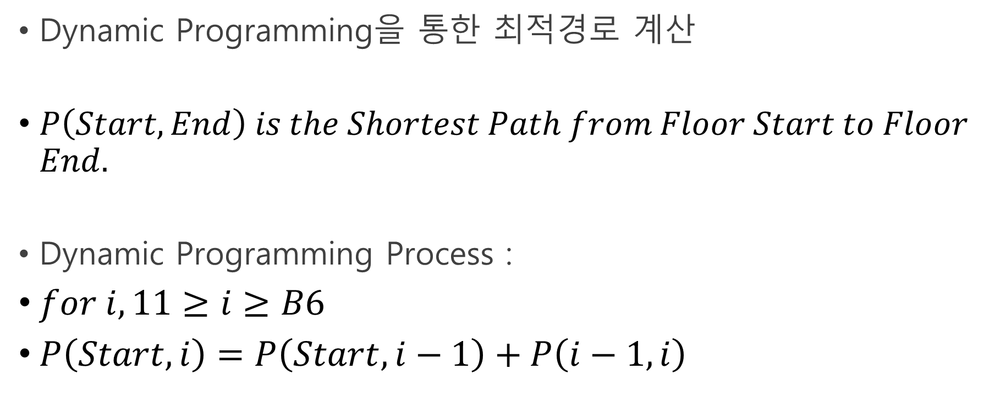 • Dynamic Programming을 통한 최적경로 계산
• P(Start, End) is the Shortest Path from Floor Start to Floor
End.
• Dynamic Programming Process :
• for i, 11 ≥ i ≥ B6
• P(Start, i) = P(Start, i − 1) + P(i − 1, i)